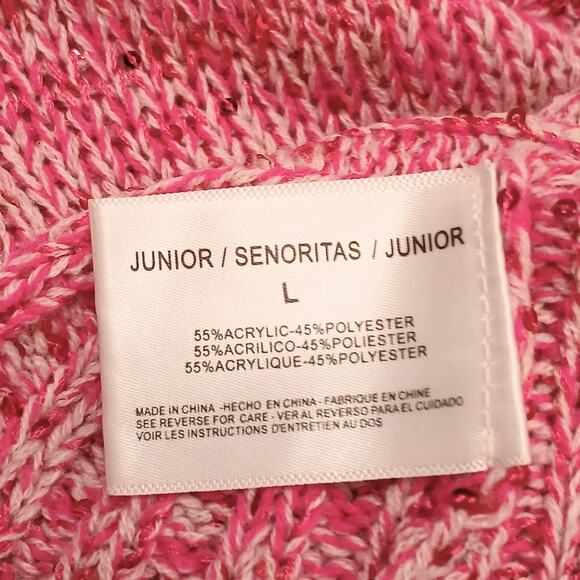 JUNIOR / SENORITAS / JUNIOR
L
55%ACRYLIC-45%POLYESTER
55%ACRILICO-45%POLIESTER
55%ACRYLIQUE-45%POLYESTER
MADE IN CHINA -HECHO EN CHINA- FABRIQUE EN CHINE
SEE REVERSE FOR CARE - VER AL REVERSO PARA EL CUIDADO
VOIR LES INSTRUCTIONS D'ENTRETIEN AU DOS